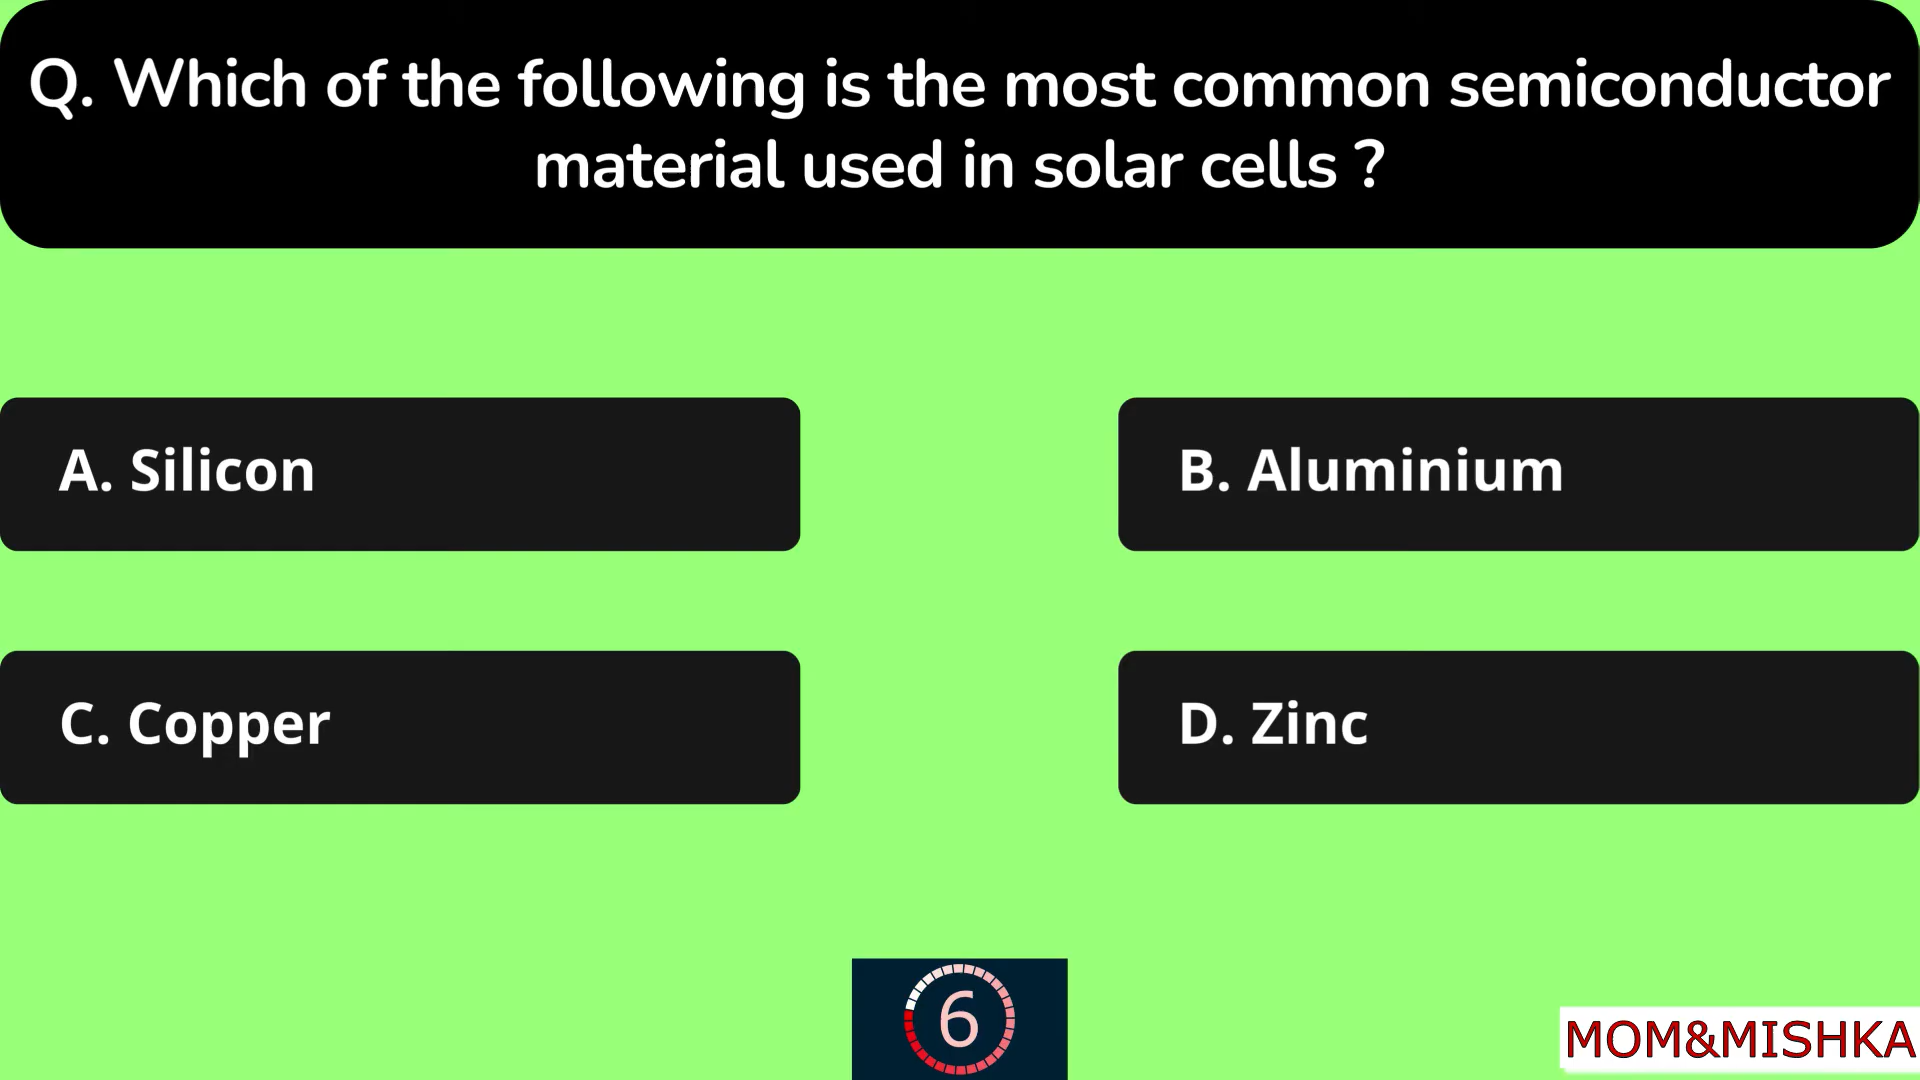 Q. Which of the following is the most common semiconductor
material used in solar cells ?
A. Silicon
B. Aluminium
C. Copper
D. Zinc
6
MOM&MISHKA